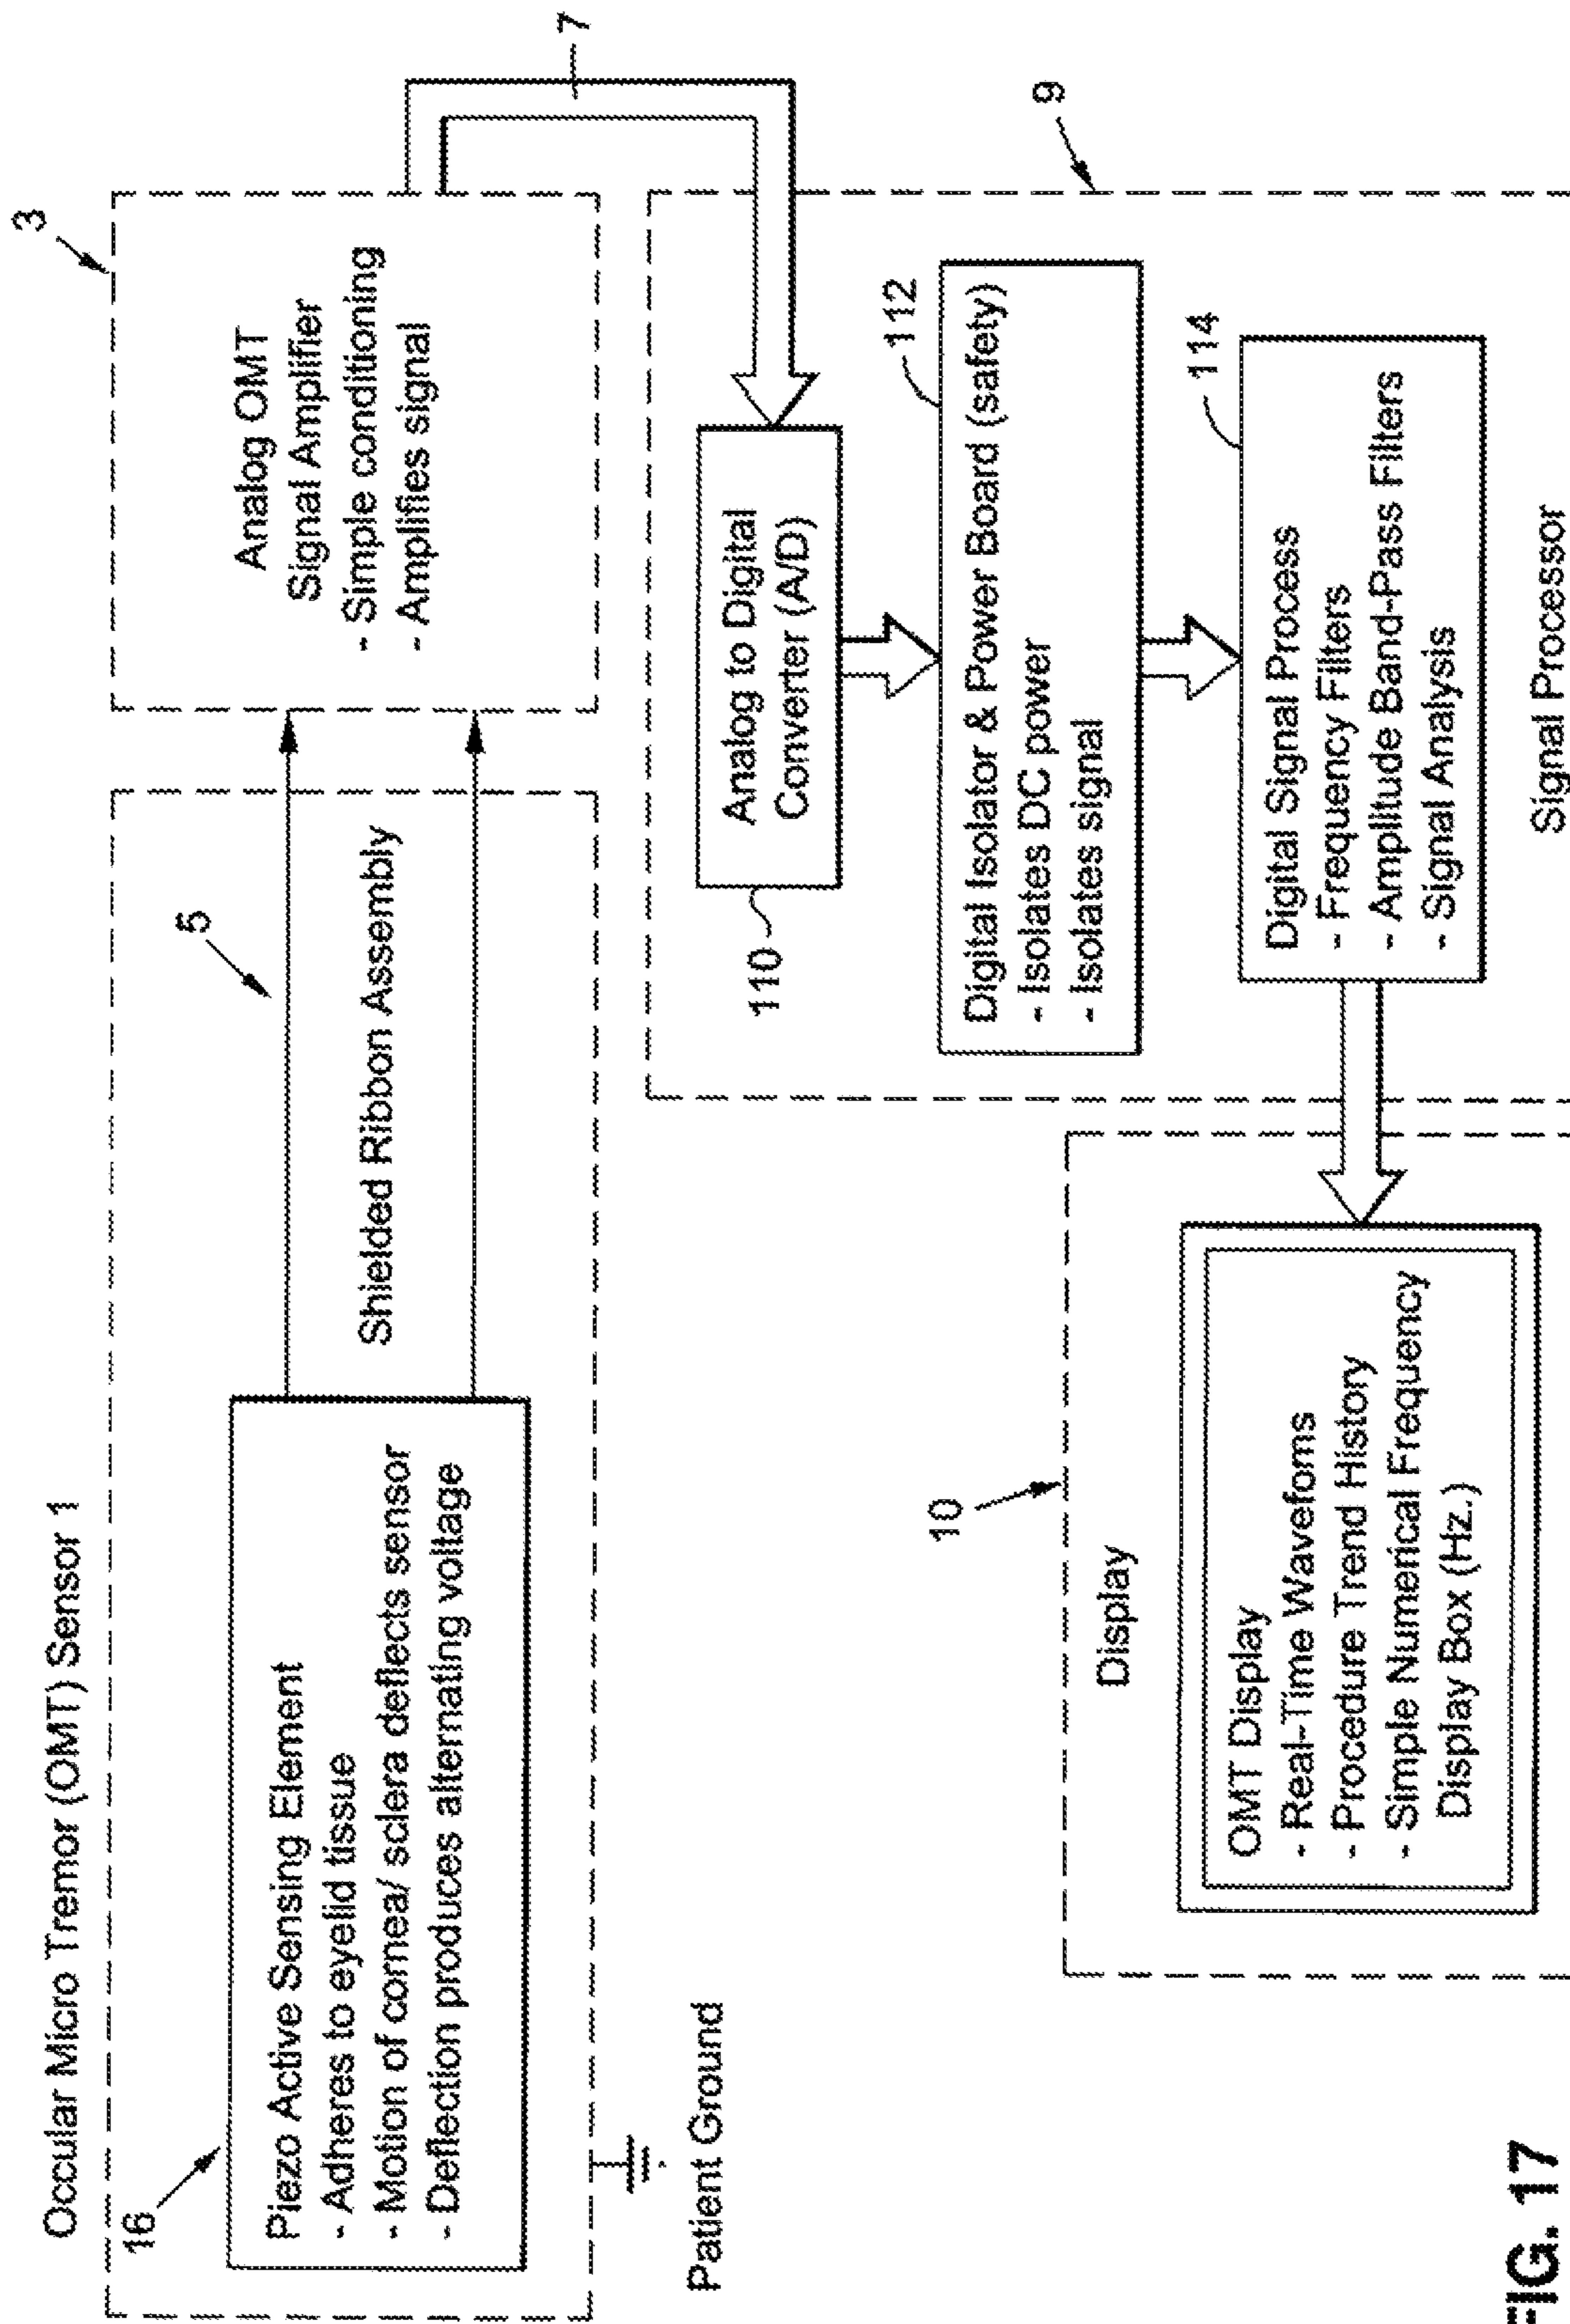 Occular Micro Tremor (OMT) Sensor 1
16
Piezo Active Sensing Element
- Adheres to eyelid tissue
- Motion of cornea/ sclera deflects sensor
- Deflection produces alternating voltage
5
Shielded Ribbon Assembly
Patient Ground
3
Analog OMT
Signal Amplifier
- Simple conditioning
- Amplifies signal
7
9
110
Analog to Digital
Converter (A/D)
112
Digital Isolator & Power Board (safety)
- Isolates DC power
- Isolates signal
114
Digital Signal Process
- Frequency Filters
- Amplitude Band-Pass Filters
- Signal Analysis
Signal Processor
10
Display
OMT Display
- Real-Time Wavefoms
- Procedure Trend History
- Simple Numerical Frequency
Display Box (Hz.)
FIG. 17